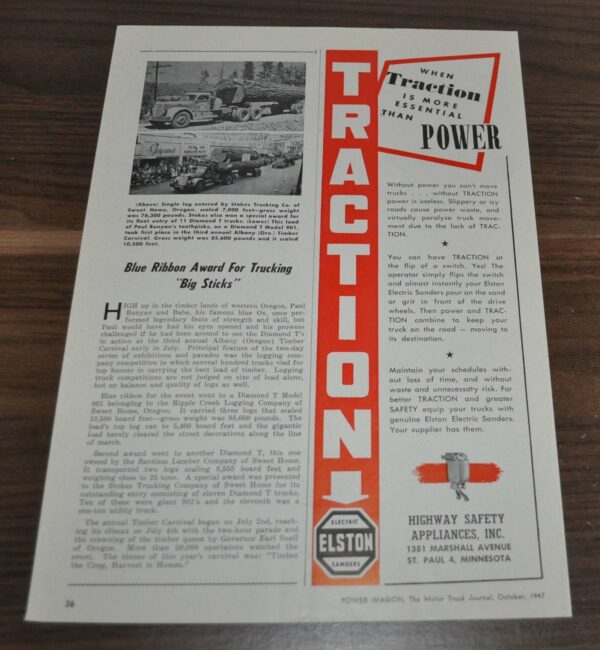 (Above) Single log entered by Stokes Trucking Co. of
Sweet Home, Oregon, scaled 7,000 feet—gross weight
was 76,300 pounds. Stokes also won a special award for
its fleet entry of 11 Diamond T trucks. (Lower) This load
of Paul Bunyan's toothpicks, on a Diamond T Model 901,
took first place in the third annual Albany (Ore.) Timber
Carnival. Gross weight was 85,600 pounds and it scaled
10,500 feet.
Blue Ribbon Award For Trucking
"Big Sticks"
HIGH up in the timber lands of western Oregon, Paul
Bunyan and Babe, his famous blue Ox, once per-
formed legendary feats of strength and skill, but
Paul would have had his eyes opened and his prowess
challenged if he had been around to see the Diamond T's
in action at the third annual Albany (Oregon) Timber
Carnival early in July. Principal feature of the two-day
series of exhibitions and parades was the logging com-
pany competition in which several hundred trucks vied for
top honors in carrying the best load of timber. Logging
truck competitions are not judged on size of load alone,
but on balance and quality of logs as well.
Blue ribbon for the event went to a Diamond T Model
901 belonging to the Ripple Creek Logging Company of
Sweet Home, Oregon. It carried three logs that scaled
10,500 board feet—gross weight was 85,600 pounds. The
load's top log ran to 5,400 board feet and the gigantic
load barely cleared the street decorations along the line
of march.
Second award went to another Diamond T, this one
owned by the Santiam Lumber Company of Sweet Home.
It transported two logs scaling 6,555 board feet and
weighing close to 25 tons. A special award was presented
to the Stokes Trucking Company of Sweet Home for its
outstanding entry consisting of eleven Diamond T trucks.
Ten of these were giant 901's and the eleventh was a
one-ton utility truck.
The annual Timber Carnival began on July 2nd, reach-
ing its climax on July 4th with the two-hour parade and
the crowning of the timber queen by Governor Earl Snell
of Oregon. More than 20,000 spectators watched the
event. The theme of this year's carnival was: "Timber
the Crop, Harvest is Homes."
36
TRACTION
ELECTRIC
ELSTON
SANDERS
WHEN
Traction
IS MORE
ESSENTIAL
THAN
POWER
Without power you can't move
trucks . . . without TRACTION
power is useless. Slippery or icy
roads cause power waste, and
virtually paralyze truck move-
ment due to the lack of TRAC-
TION.
★
You can have TRACTION at
the flip of a switch. Yes! The
operator simply flips the switch
and almost instantly your Elston
Electric Sanders pour on the sand
or grit in front of the drive
wheels. Then power and TRAC-
TION combine to keep your
truck on the road — moving to
its destination.
★
Maintain your schedules with-
out loss of time, and without
waste and unnecessary risk. For
better TRACTION and greater
SAFETY equip your trucks with
genuine Elston Electric Sanders.
Your supplier has them.
HIGHWAY SAFETY
APPLIANCES, INC.
1381 MARSHALL AVENUE
ST. PAUL 4, MINNESOTA
POWER WAGON, The Motor Truck Journal, October, 1947